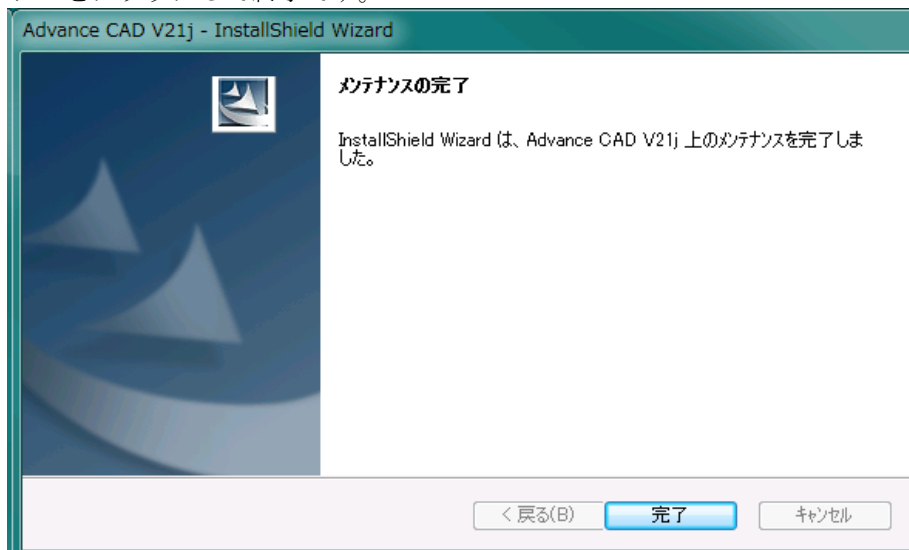 Advance CAD V21j - InstallShield Wizard
メンテナンスの完了
InstallShield Wizard は、Advance CAD V21j 上のメンテナンスを完了しま
した。
< 戻る(B)
完了
キャンセル